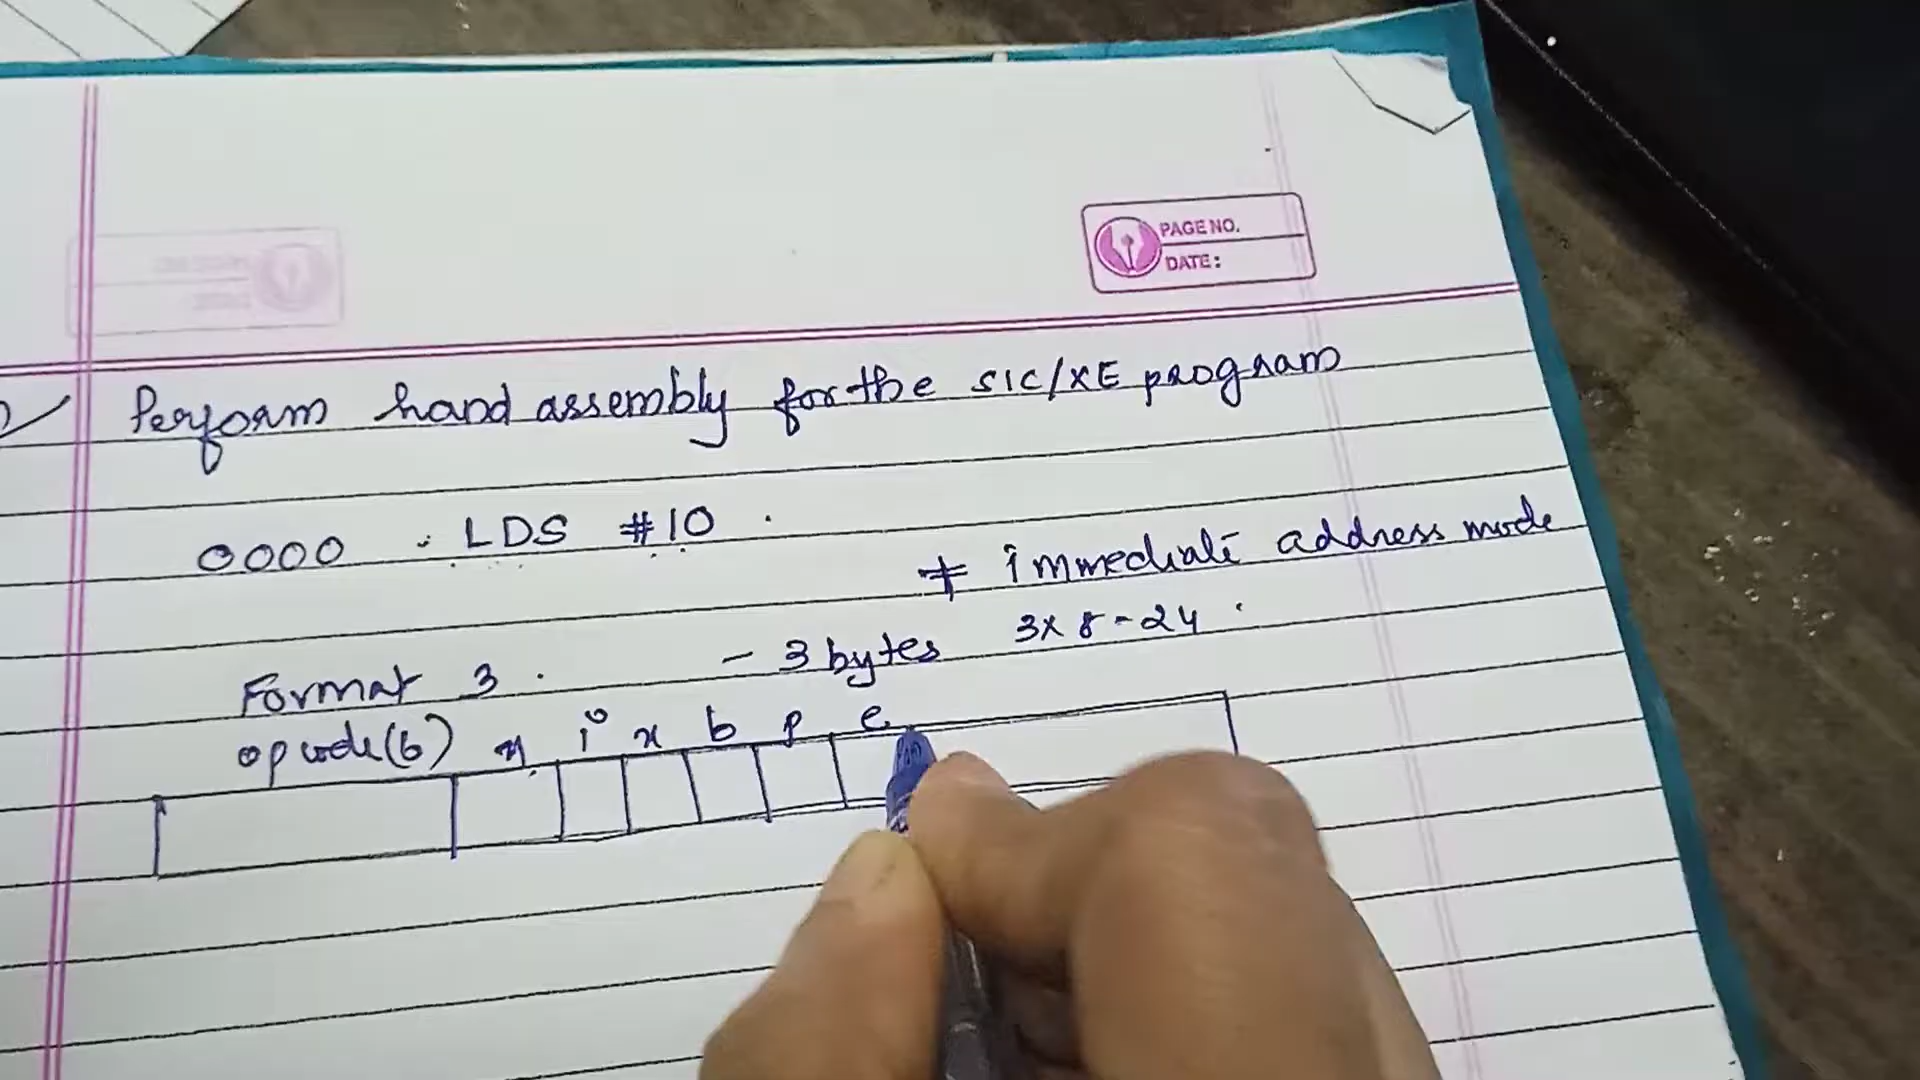 PAGE NO.
DATE:
Perform hand assembly for the SIC/XE program
0000 LDS #10
# immediate address mode
Format 3 - 3 bytes 3x8-24
opcode(6) n i x b p e